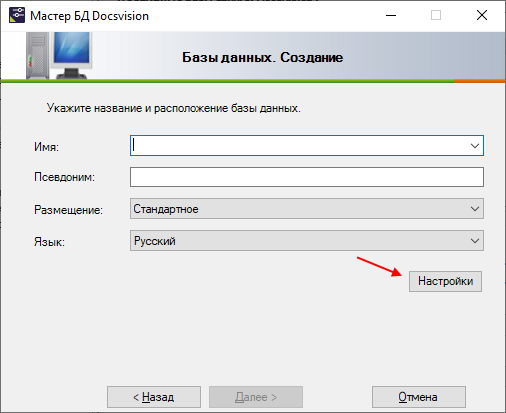 Мастер БД Docsvision
Базы данных. Создание
Укажите название и расположение базы данных.
Имя:
Псевдоним:
Размещение: Стандартное
Язык: Русский
Настройки
< Назад Далее > Отмена